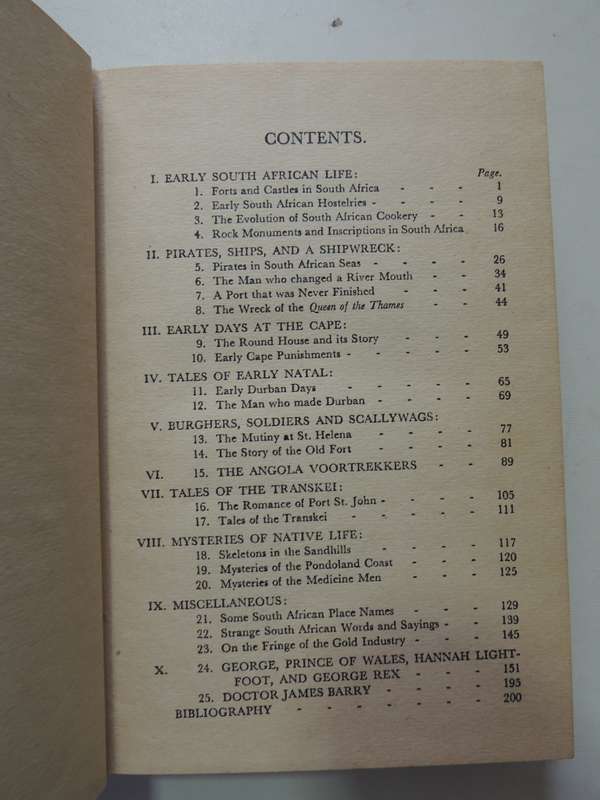 CONTENTS.
I. EARLY SOUTH AFRICAN LIFE: Page.
1. Forts and Castles in South Africa - - - 1
2. Early South African Hostelries - - - - 9
3. The Evolution of South African Cookery - - 13
4. Rock Monuments and Inscriptions in South Africa 16
II. PIRATES, SHIPS, AND A SHIPWRECK:
5. Pirates in South African Seas - - - - 26
6. The Man who changed a River Mouth - - 34
7. A Port that was Never Finished - - - 41
8. The Wreck of the Queen of the Thames - - 44
III. EARLY DAYS AT THE CAPE:
9. The Round House and its Story - - - 49
10. Early Cape Punishments - - - - - 53
IV. TALES OF EARLY NATAL:
11. Early Durban Days - - - - - 65
12. The Man who made Durban - - - - 69
V. BURGHERS, SOLDIERS AND SCALLYWAGS:
13. The Mutiny at St. Helena - - - - 77
14. The Story of the Old Fort - - - - 81
VI. 15. THE ANGOLA VOORTREKKERS - - 89
VII. TALES OF THE TRANSKEI:
16. The Romance of Port St. John - - - - 105
17. Tales of the Transkei - - - - - 111
VIII. MYSTERIES OF NATIVE LIFE:
18. Skeletons in the Sandhills - - - - 117
19. Mysteries of the Pondoland Coast - - - 120
20. Mysteries of the Medicine Men - - - 125
IX. MISCELLANEOUS:
21. Some South African Place Names - - - 129
22. Strange South African Words and Sayings - - 139
23. On the Fringe of the Gold Industry - - - 145
X. 24. GEORGE, PRINCE OF WALES, HANNAH LIGHT-
FOOT, AND GEORGE REX - - - 151
25. DOCTOR JAMES BARRY - - - - 195
BIBLIOGRAPHY - - - - - - 200